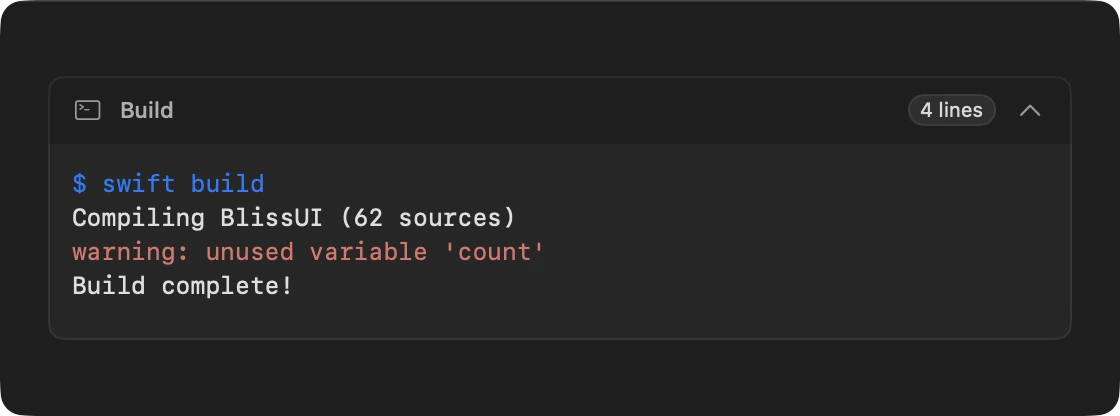 Build
4 lines
$ swift build
Compiling BlissUI (62 sources)
warning: unused variable 'count'
Build complete!